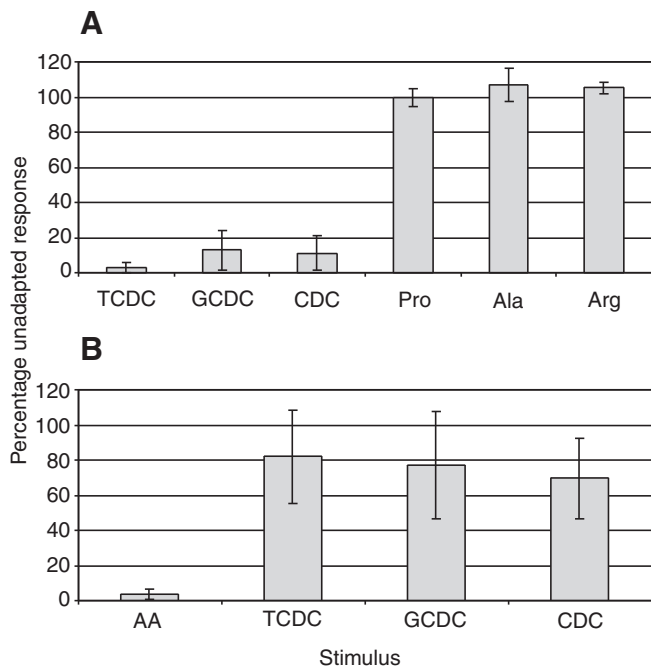 A
120
100
80
60
40
20
0
TCDC GCDC CDC Pro Ala Arg
Percentage unadapted response
B
120
100
80
60
40
20
0
AA TCDC GCDC CDC
Stimulus